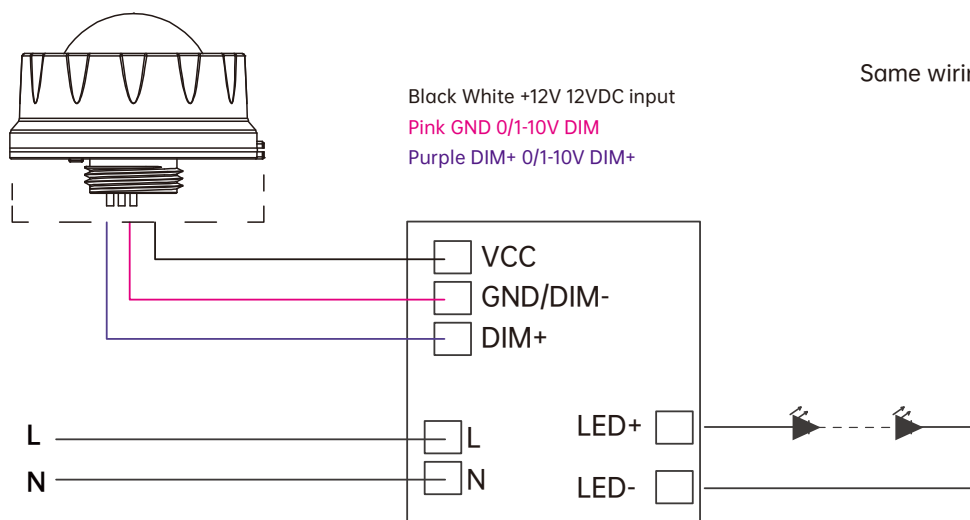 Same
Black White +12V 12VDC input
Pink GND 0/1-10V DIM
Purple DIM+ 0/1-10V DIM+
VCC
GND/DIM-
DIM+
L
L
LED+
N
N
LED-